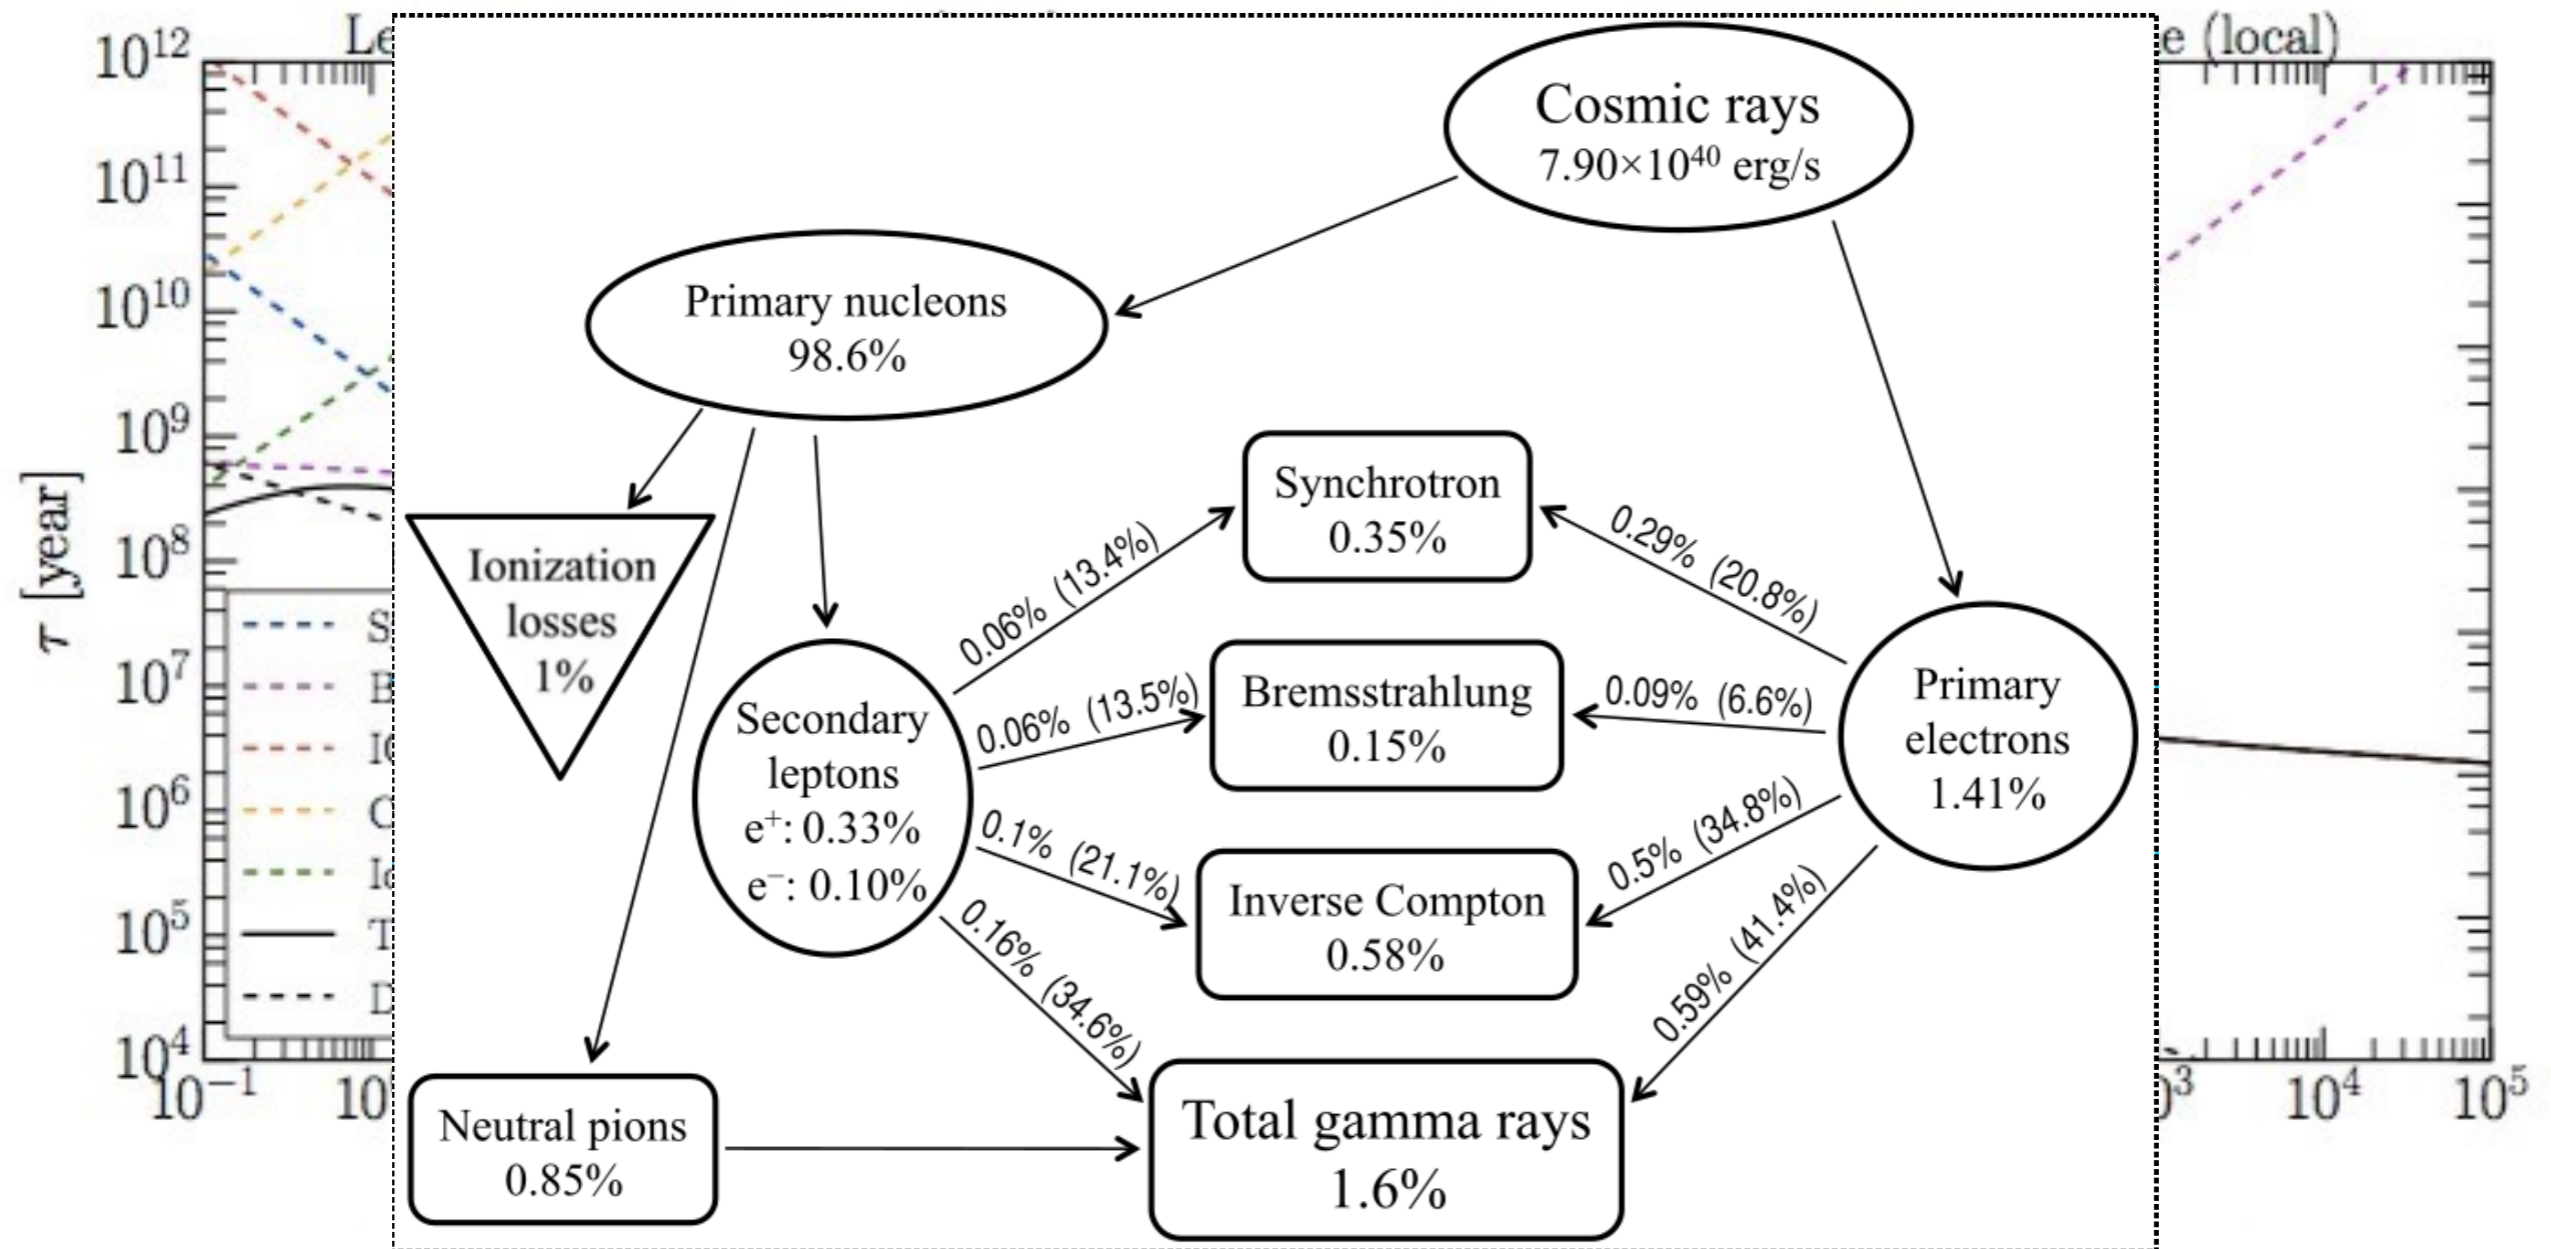 Le
e (local)
10¹²
10¹¹
10¹⁰
10⁹
10⁸
10⁷
10⁶
10⁵
10⁴
τ [year]
S
B
I
T
D
10⁻¹
10
10⁴
10⁵
Cosmic rays
7.90×10⁴⁰ erg/s
Primary nucleons
98.6%
Ionization
losses
1%
Synchrotron
0.35%
0.06% (13.4%)
0.29% (20.8%)
Secondary
leptons
e⁺: 0.33%
e⁻: 0.10%
Bremsstrahlung
0.15%
0.06% (13.5%)
0.09% (6.6%)
Primary
electrons
1.41%
0.1% (21.1%)
0.5% (34.8%)
Inverse Compton
0.58%
0.16% (34.6%)
0.59% (41.4%)
Neutral pions
0.85%
Total gamma rays
1.6%